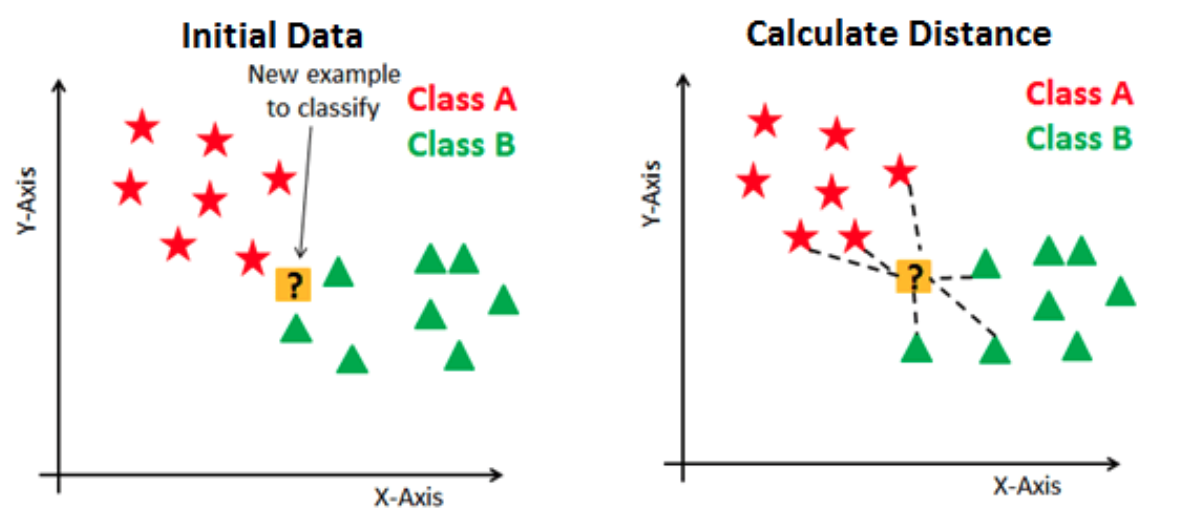 Initial Data
New example
to classify
Class A
Class B
Y-Axis
?
X-Axis
Calculate Distance
Class A
Class B
Y-Axis
?
X-Axis